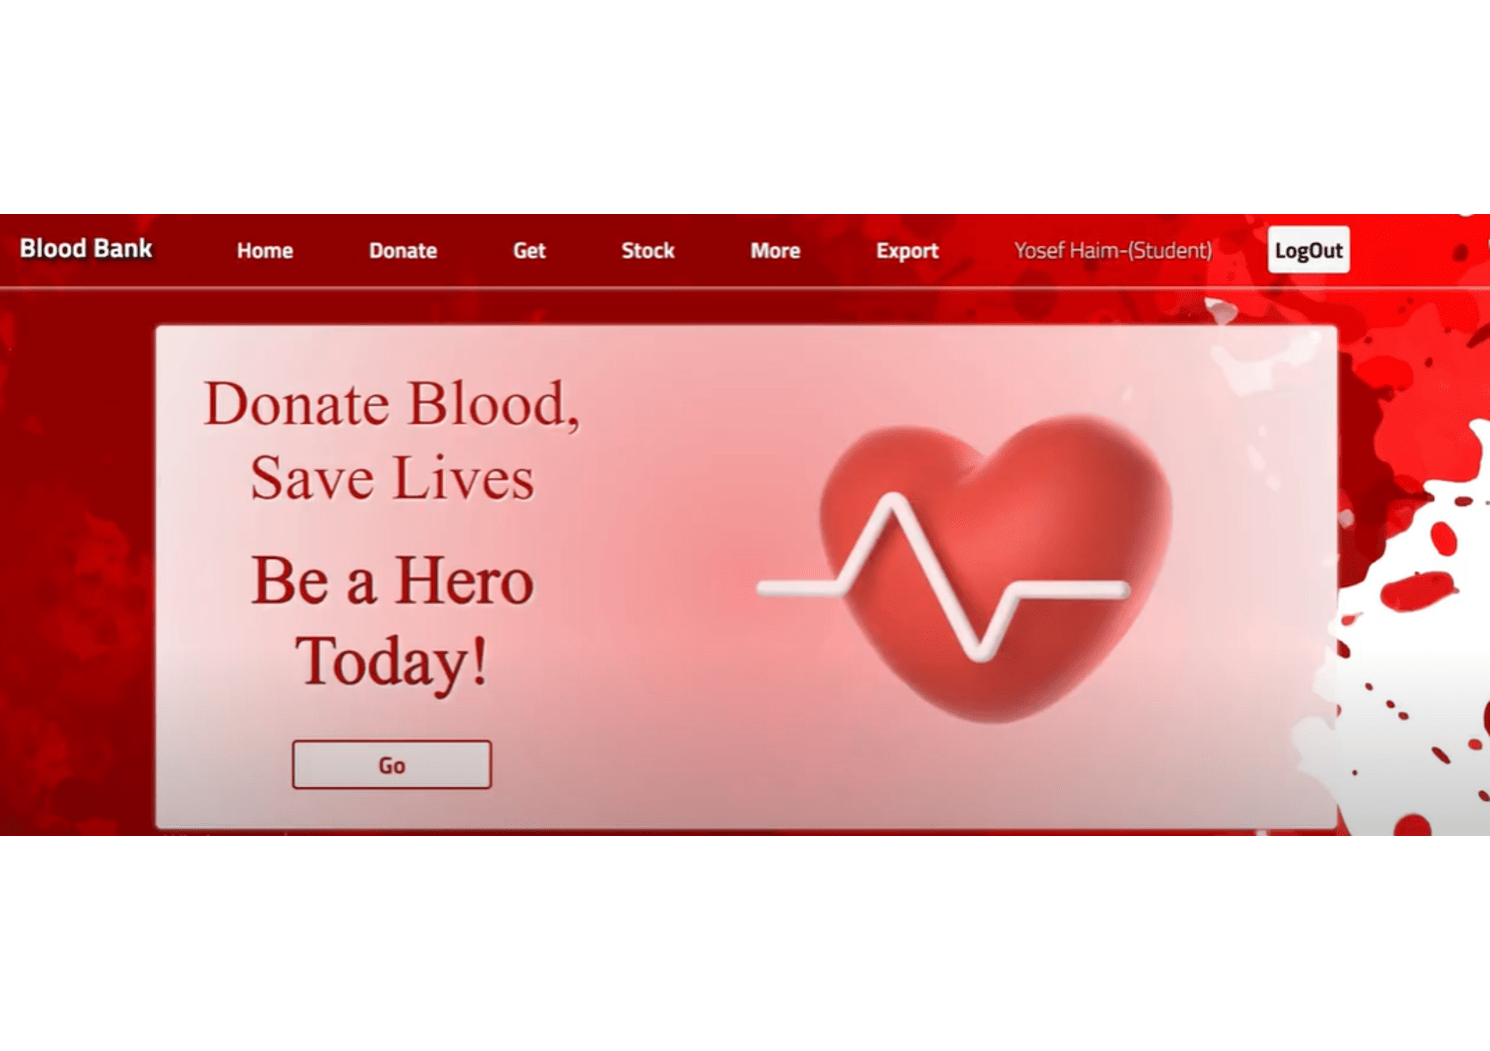 Blood Bank Home Donate Get Stock More Export Yosef Haim-(Student) LogOut
Donate Blood,
Save Lives
Be a Hero
Today!
Go